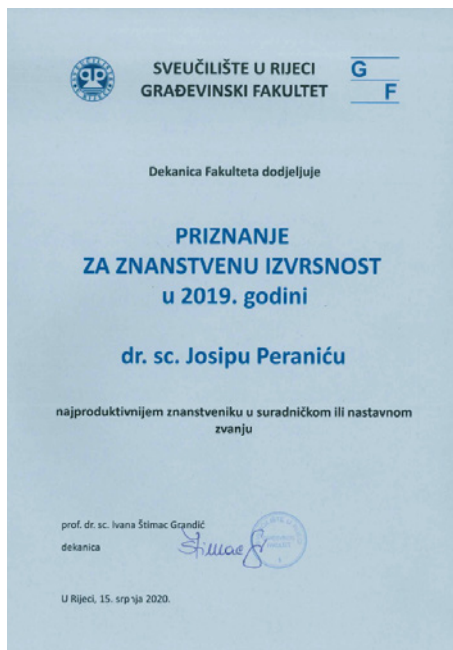 SVEUČILIŠTE U RIJECI
GRAĐEVINSKI FAKULTET
G
F
Dekanica Fakulteta dodjeljuje
PRIZNANJE
ZA ZNANSTVENU IZVRSNOST
u 2019. godini
dr. sc. Josipu Peraniću
najproduktivnijem znanstveniku u suradničkom ili nastavnom
zvanju
prof. dr. sc. Ivana Štimac Grandić
dekanica
Štimac G
U Rijeci, 15. srpnja 2020.